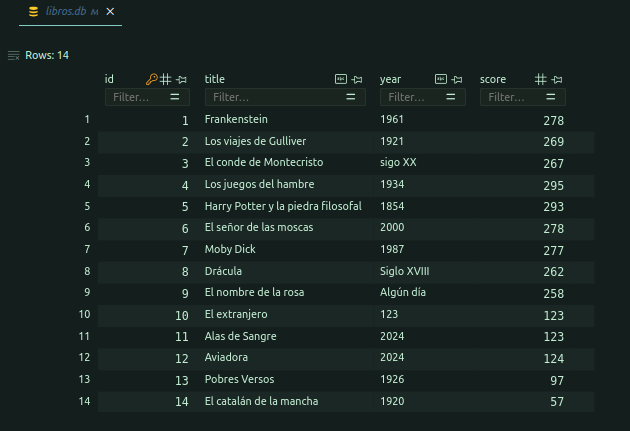 libros.db M ×
Rows: 14
id title year score
Filter... Filter... Filter... Filter...
1 1 Frankenstein 1961 278
2 2 Los viajes de Gulliver 1921 269
3 3 El conde de Montecristo sigo XX 267
4 4 Los juegos del hambre 1934 295
5 5 Harry Potter y la piedra filosofal 1854 293
6 6 El señor de las moscas 2000 278
7 7 Moby Dick 1987 277
8 8 Drácula Siglo XVIII 262
9 9 El nombre de la rosa Algún día 258
10 10 El extranjero 123 123
11 11 Alas de Sangre 2024 123
12 12 Aviadora 2024 124
13 13 Pobres Versos 1926 97
14 14 El catalán de la mancha 1920 57